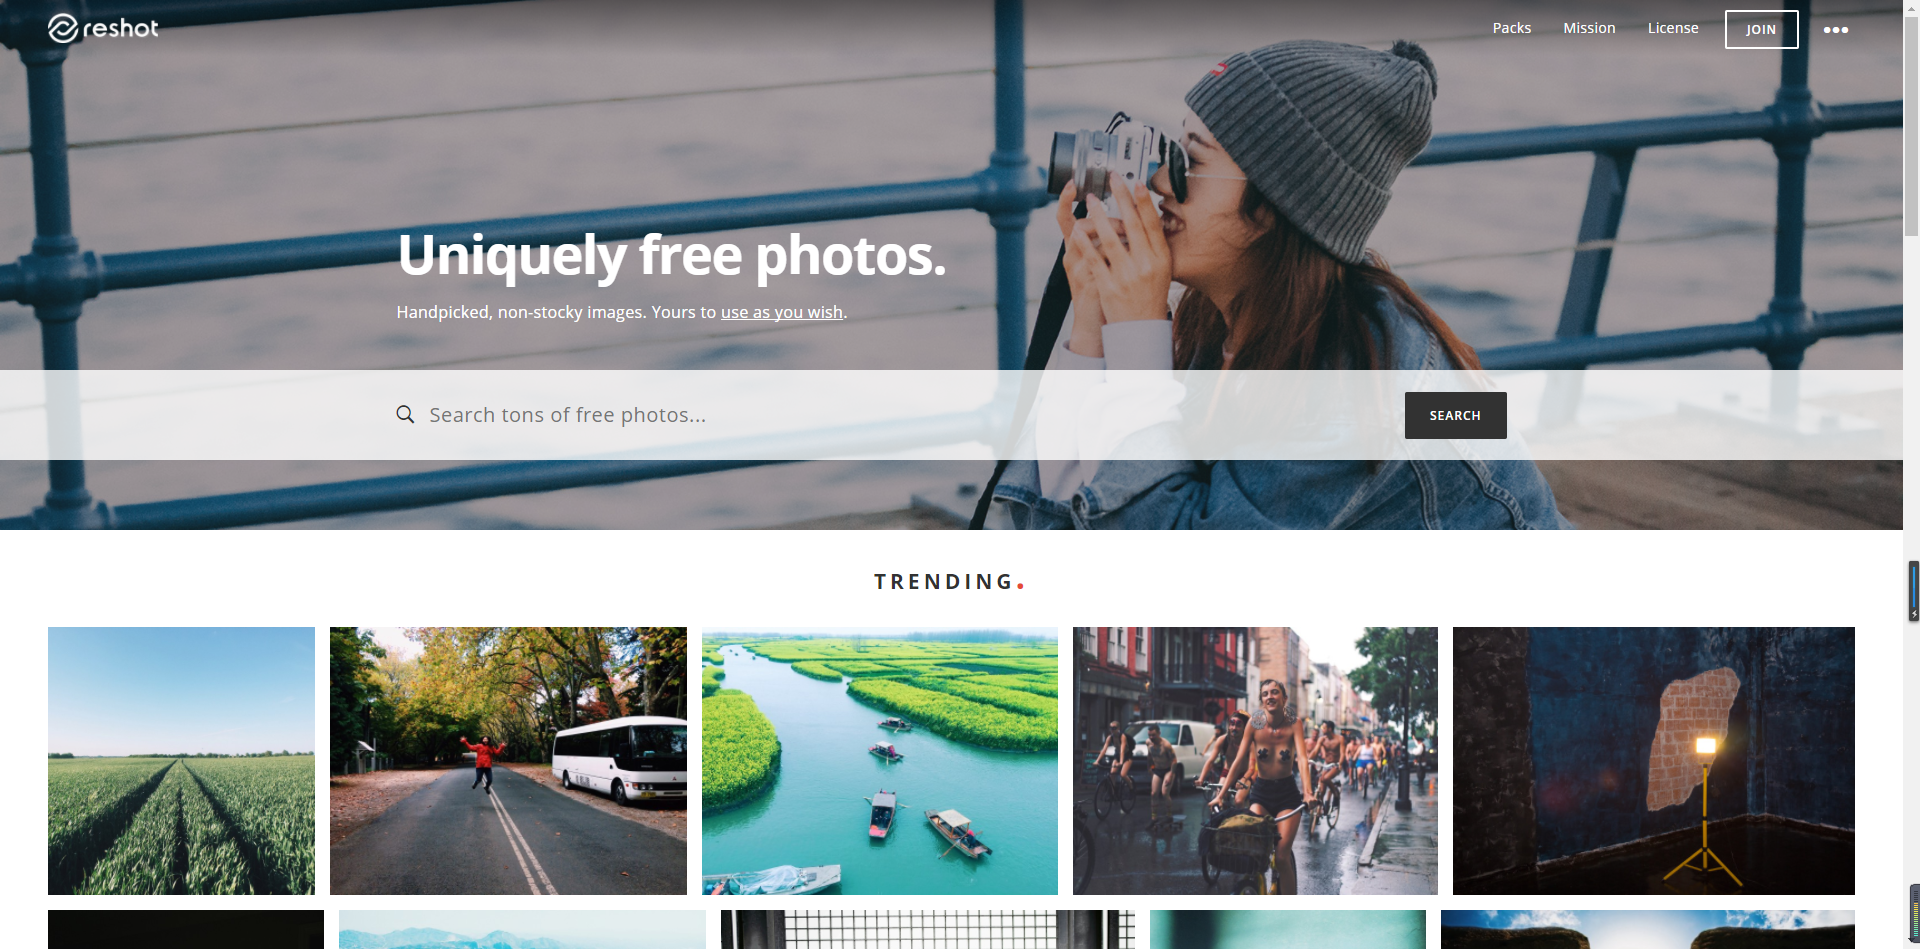 reshot
Packs Mission License JOIN
Uniquely free photos.
Handpicked, non-stocky images. Yours to use as you wish.
Search tons of free photos...
SEARCH
TRENDING.